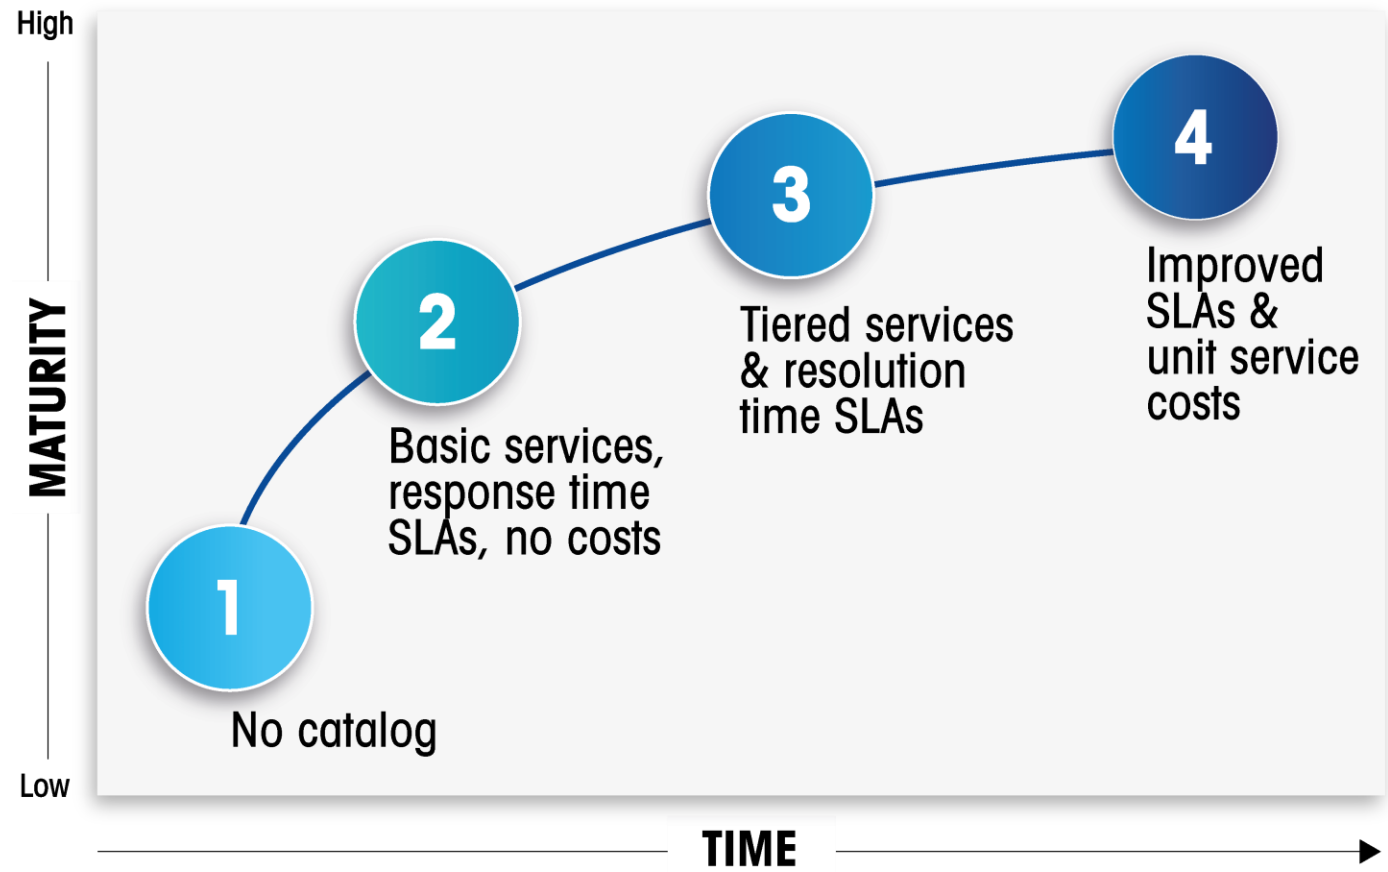 High
4
3
Improved
SLAs &
unit service
costs
2
Tiered services
& resolution
time SLAs
MATURITY
Basic services,
response time
SLAs, no costs
1
No catalog
Low
TIME